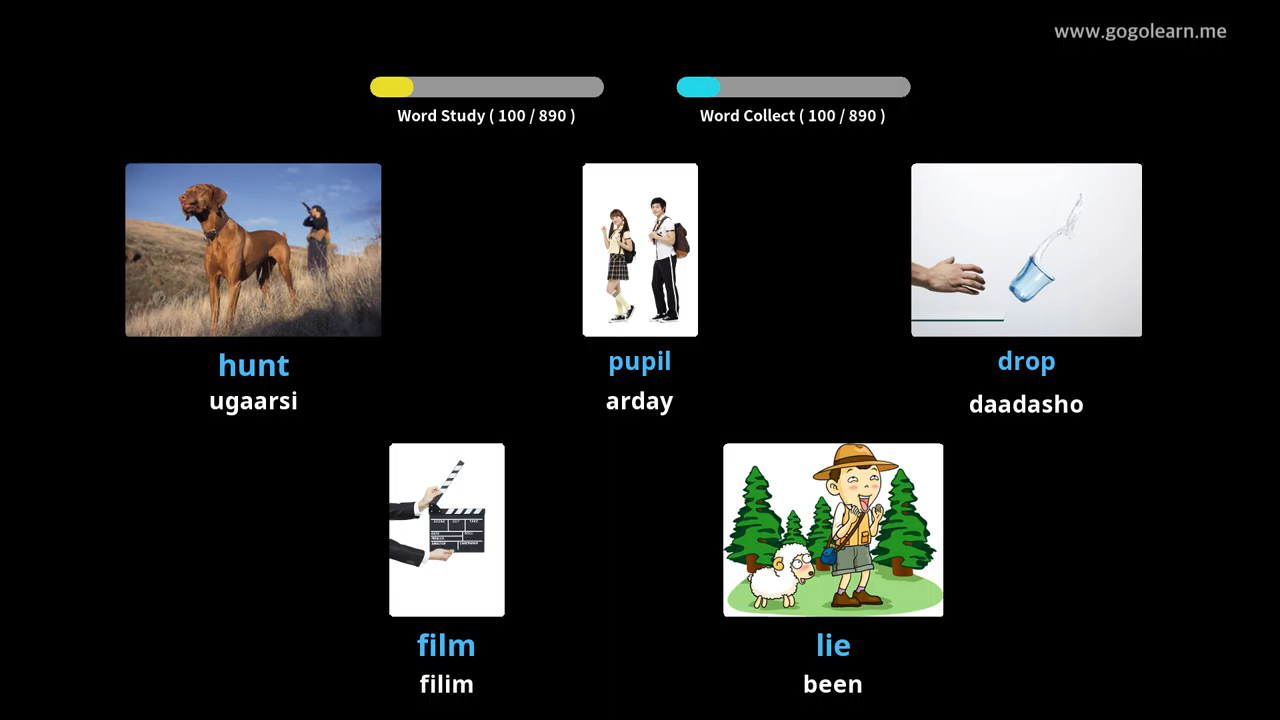 www.gogolearn.me
Word Study ( 100 / 890 )
Word Collect ( 100 / 890 )
hunt
ugaarsi
pupil
arday
drop
daadasho
film
filim
lie
been